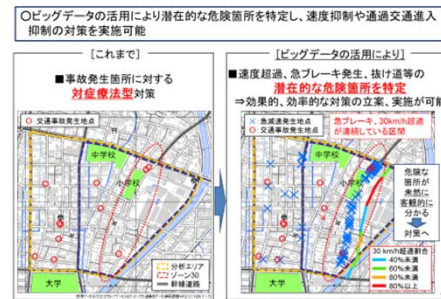 ○ビッグデータの活用により潜在的な危険箇所を特定し、速度抑制や通過交通進入
抑制の対策を実施可能
[これまで]
■事故発生箇所に対する
対症療法型対策
○ 交通事故発生地点
中学校
小学校
大学
分析エリア
ゾーン30
幹線道路
[ビッグデータの活用により]
■速度超過、急ブレーキ発生、抜け道等の
潜在的な危険箇所を特定
⇒効果的、効率的な対策の立案、実施が可能
× 急減速発生地点
○ 交通事故発生地点
急ブレーキ、30km/h超過
が連続している区間
中学校
小学校
危険な
箇所が
未然に
客観的に
分かる
対策へ
大学
30 km/h超過割合
40%未満
60%未満
80%未満
80%以上